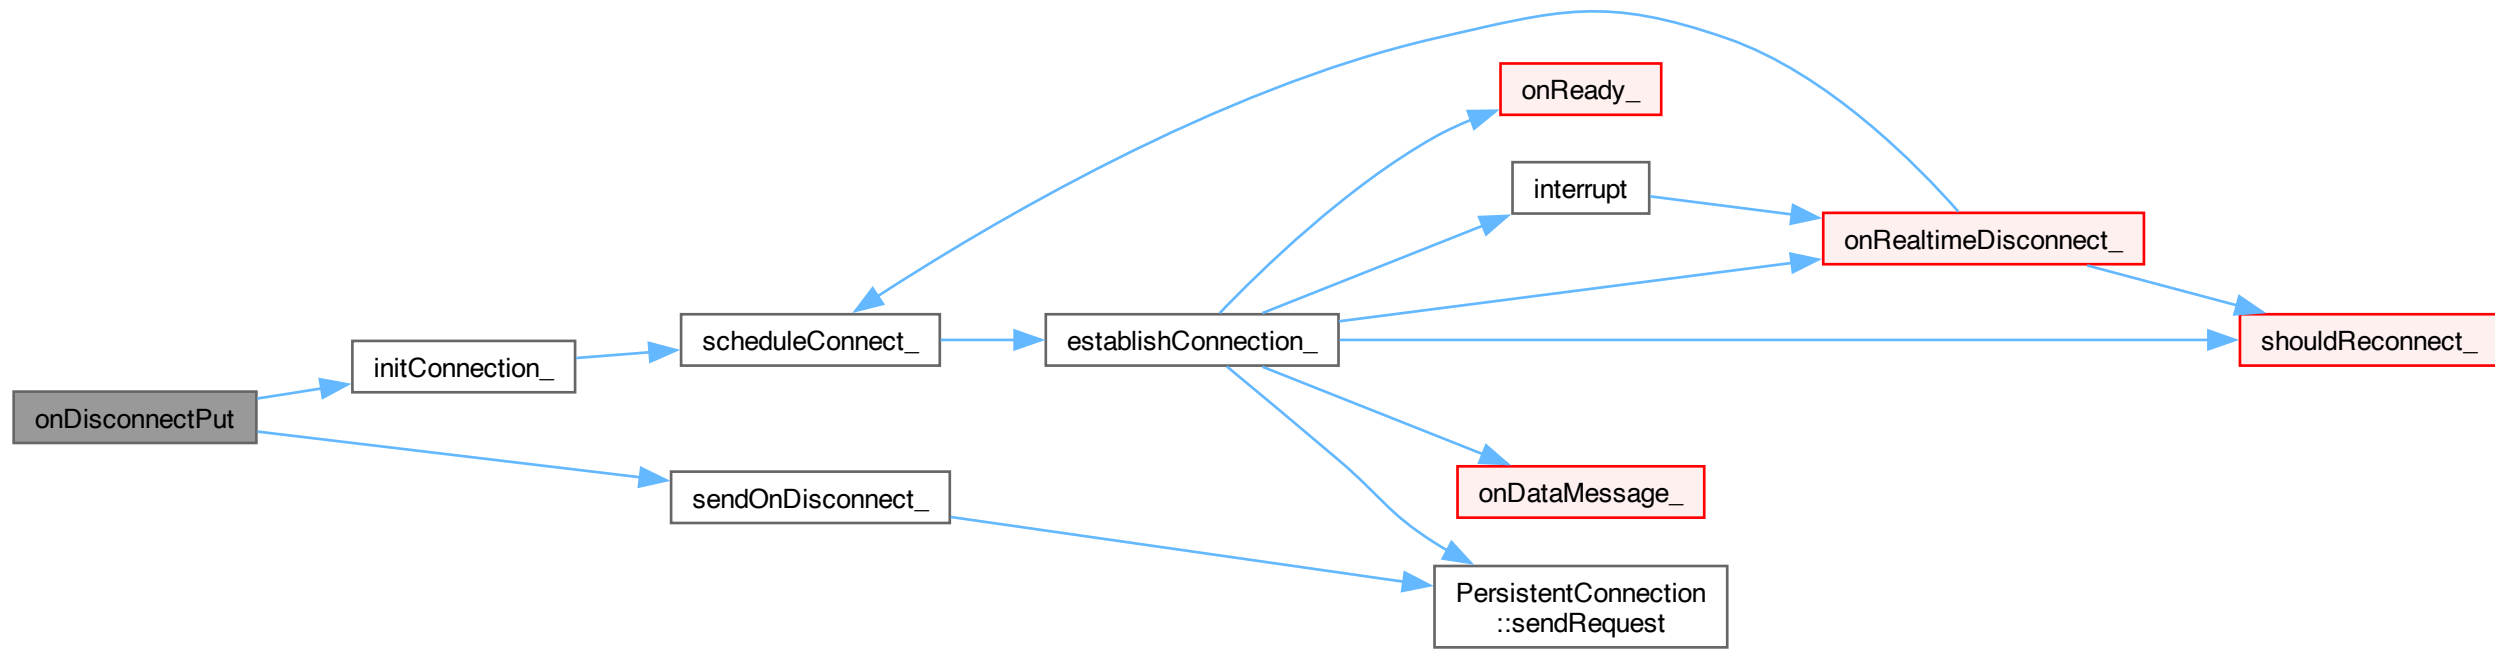 onReady_
interrupt
onRealtimeDisconnect_
scheduleConnect_
establishConnection_
shouldReconnect_
initConnection_
onDisconnectPut
sendOnDisconnect_
onDataMessage_
PersistentConnection
::sendRequest